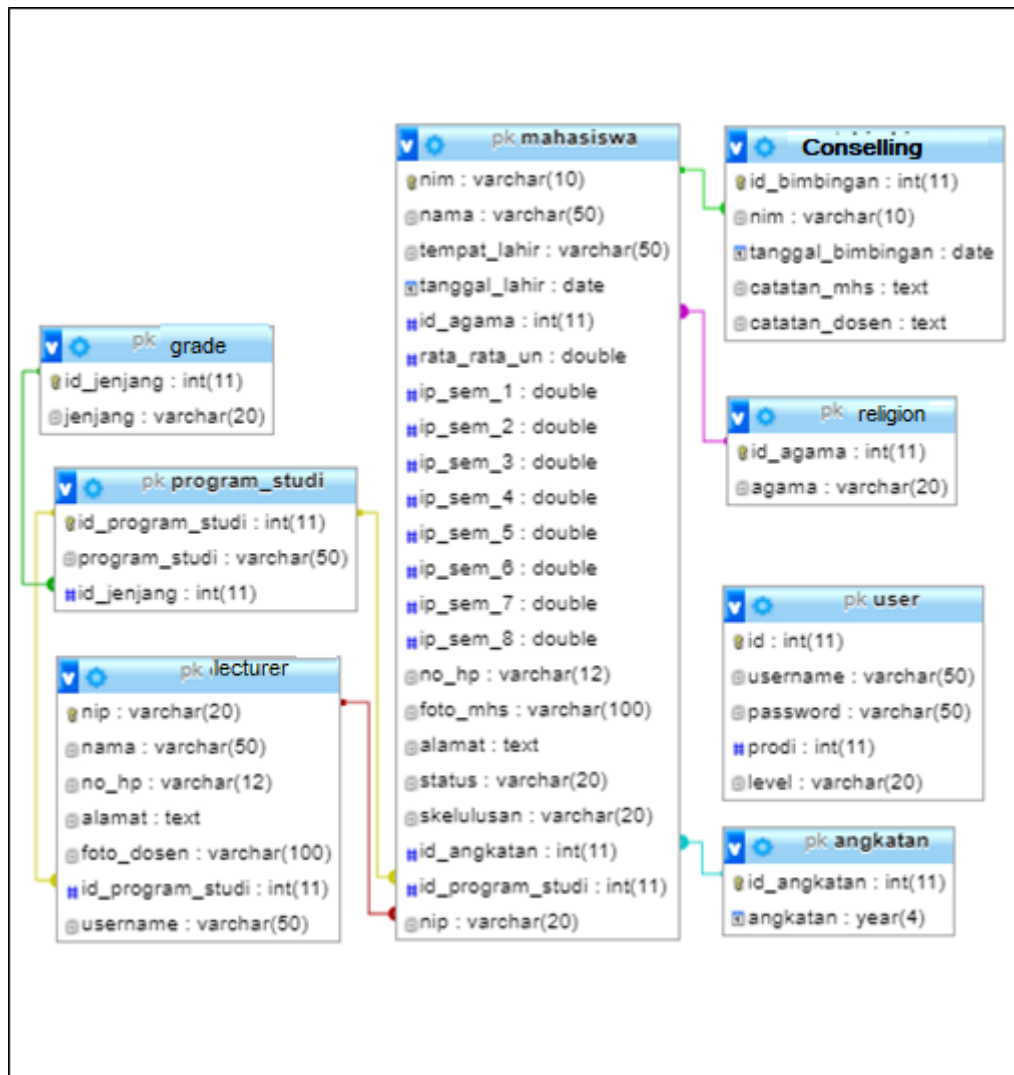 pk mahasiswa
nim : varchar(10)
nama : varchar(50)
tempat_lahir : varchar(50)
tanggal_lahir : date
id_agama : int(11)
rata_rata_un : double
ip_sem_1 : double
ip_sem_2 : double
ip_sem_3 : double
ip_sem_4 : double
ip_sem_5 : double
ip_sem_6 : double
ip_sem_7 : double
ip_sem_8 : double
no_hp : varchar(12)
foto_mhs : varchar(100)
alamat : text
status : varchar(20)
skelulusan : varchar(20)
id_angkatan : int(11)
id_program_studi : int(11)
nip : varchar(20)
Conselling
id_bimbingan : int(11)
nim : varchar(10)
tanggal_bimbingan : date
catatan_mhs : text
catatan_dosen : text
pk grade
id_jenjang : int(11)
jenjang : varchar(20)
pk religion
id_agama : int(11)
agama : varchar(20)
pk program_studi
id_program_studi : int(11)
program_studi : varchar(50)
id_jenjang : int(11)
pk user
id : int(11)
username : varchar(50)
password : varchar(50)
prodi : int(11)
level : varchar(20)
pk lecturer
nip : varchar(20)
nama : varchar(50)
no_hp : varchar(12)
alamat : text
foto_dosen : varchar(100)
id_program_studi : int(11)
username : varchar(50)
pk angkatan
id_angkatan : int(11)
angkatan : year(4)